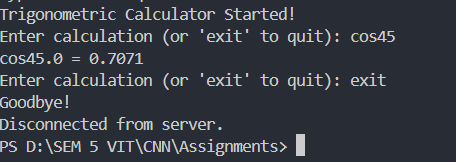 Trigonometric Calculator Started!
Enter calculation (or 'exit' to quit): cos45
cos45.0 = 0.7071
Enter calculation (or 'exit' to quit): exit
Goodbye!
Disconnected from server.
PS D:\SEM 5 VIT\CNN\Assignments>